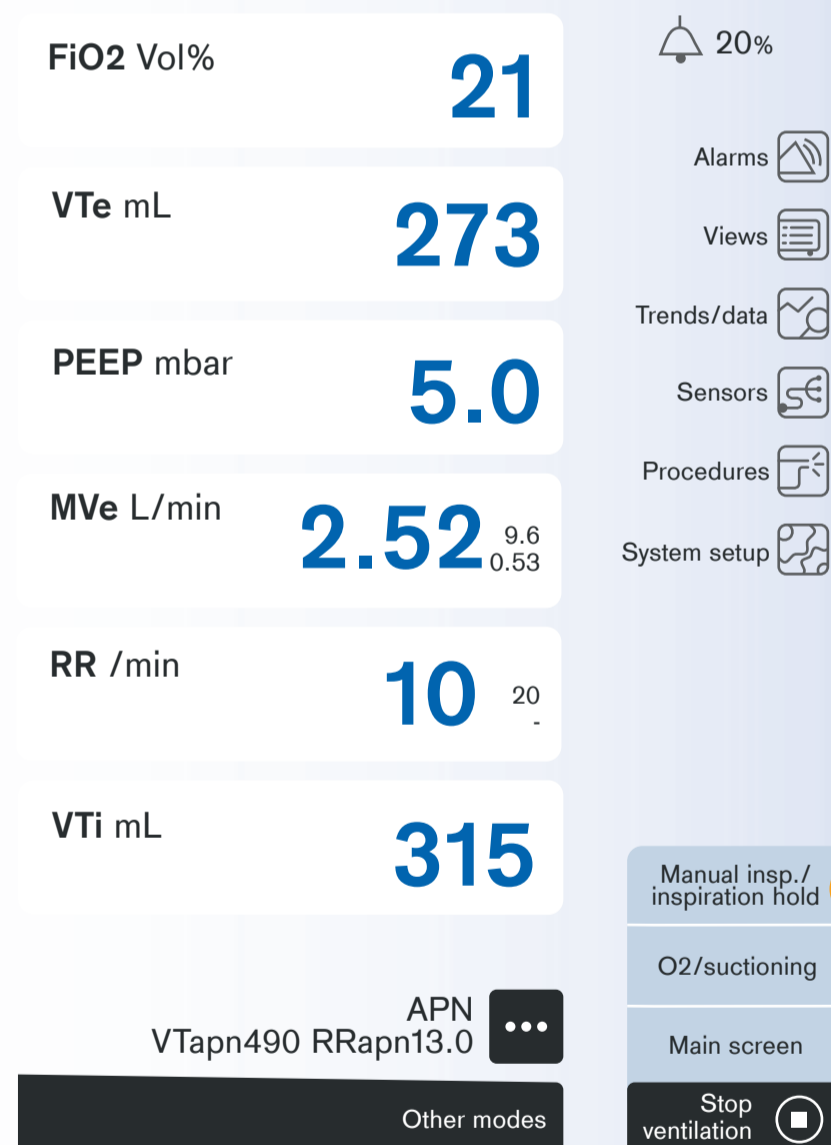 FiO2 Vol%
21
VTe mL
273
PEEP mbar
5.0
MVe L/min
2.52
9.6
0.53
RR /min
10
20
-
VTi mL
315
APN
VTapn490 RRapn13.0
Other modes
20%
Alarms
Views
Trends/data
Sensors
Procedures
System setup
Manual insp./
inspiration hold
O2/suctioning
Main screen
Stop
ventilation